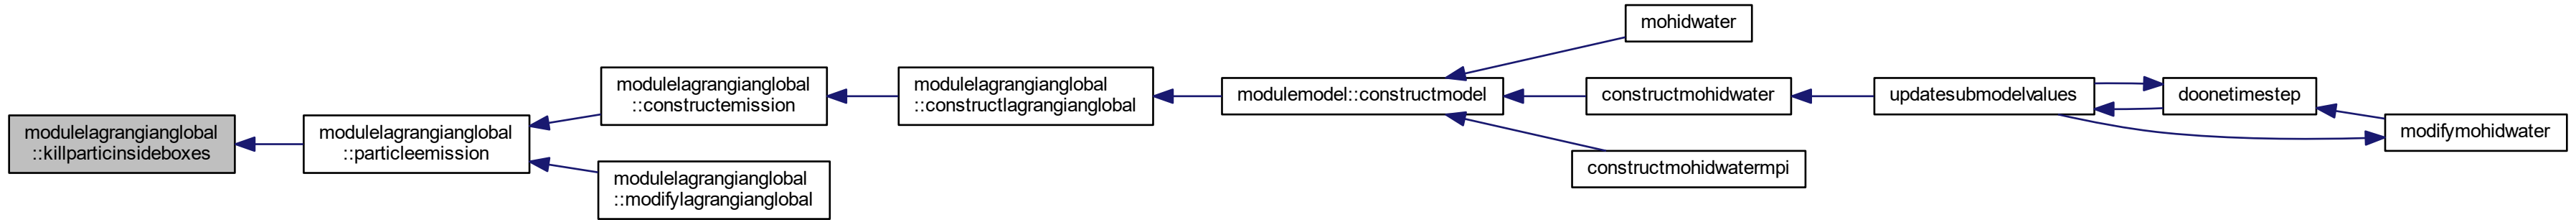 modulelagrangianglobal
::killparticinsideboxes
modulelagrangianglobal
::particleemission
modulelagrangianglobal
::constructemission
modulelagrangianglobal
::modifylagrangianglobal
modulelagrangianglobal
::constructlagrangianglobal
modulemodel::constructmodel
mohidwater
constructmohidwater
constructmohidwatermpi
updatesubmodelvalues
doonetimestep
modifymohidwater